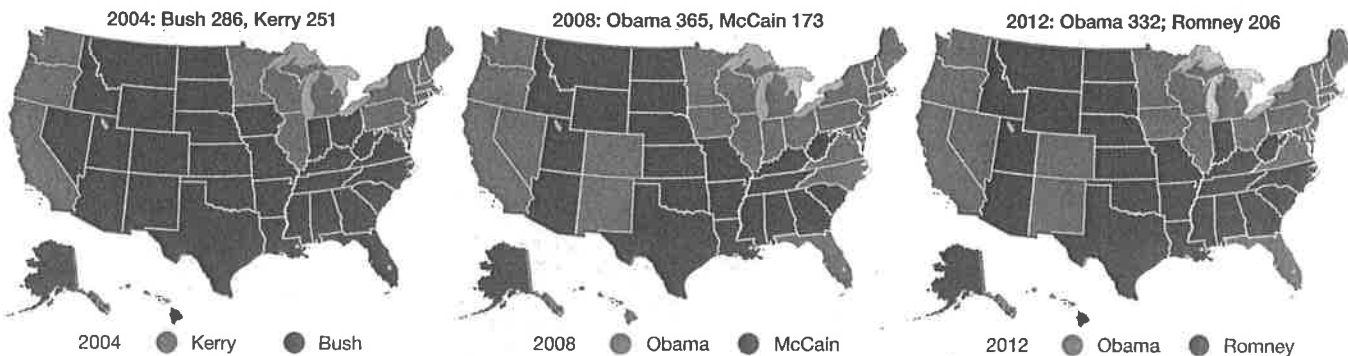 2004: Bush 286, Kerry 251
2008: Obama 365, McCain 173
2012: Obama 332; Romney 206
2004 Kerry Bush
2008 Obama McCain
2012 Obama Romney